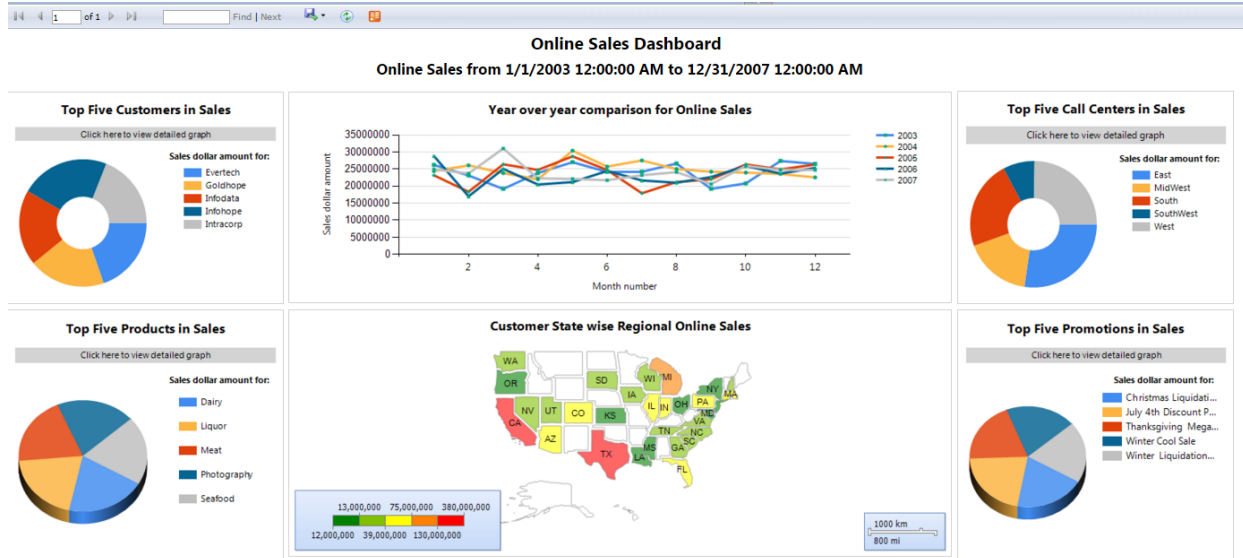 1 of 1 Find | Next
Online Sales Dashboard
Online Sales from 1/1/2003 12:00:00 AM to 12/31/2007 12:00:00 AM
Top Five Customers in Sales
Click here to view detailed graph
Sales dollar amount for:
Evertech
Goldhope
Infodata
Infohope
Intracorp
Year over year comparison for Online Sales
Sales dollar amount
35000000
30000000
25000000
20000000
15000000
10000000
5000000
0
2 4 6 8 10 12
Month number
2003
2004
2005
2006
2007
Top Five Call Centers in Sales
Click here to view detailed graph
Sales dollar amount for:
East
MidWest
South
SouthWest
West
Top Five Products in Sales
Click here to view detailed graph
Sales dollar amount for:
Dairy
Liquor
Meat
Photography
Seafood
Customer State wise Regional Online Sales
WA
OR
SD
WI
MI
NY
MA
IA
NV
UT
CO
KS
IL
IN
OH
PA
CA
VA
AZ
TN
NC
SC
MS
GA
TX
LA
FL
13,000,000 75,000,000 380,000,000
12,000,000 39,000,000 130,000,000
1000 km
800 mi
Top Five Promotions in Sales
Click here to view detailed graph
Sales dollar amount for:
Christmas Liquidati...
July 4th Discount P...
Thanksgiving Mega...
Winter Cool Sale
Winter Liquidation...